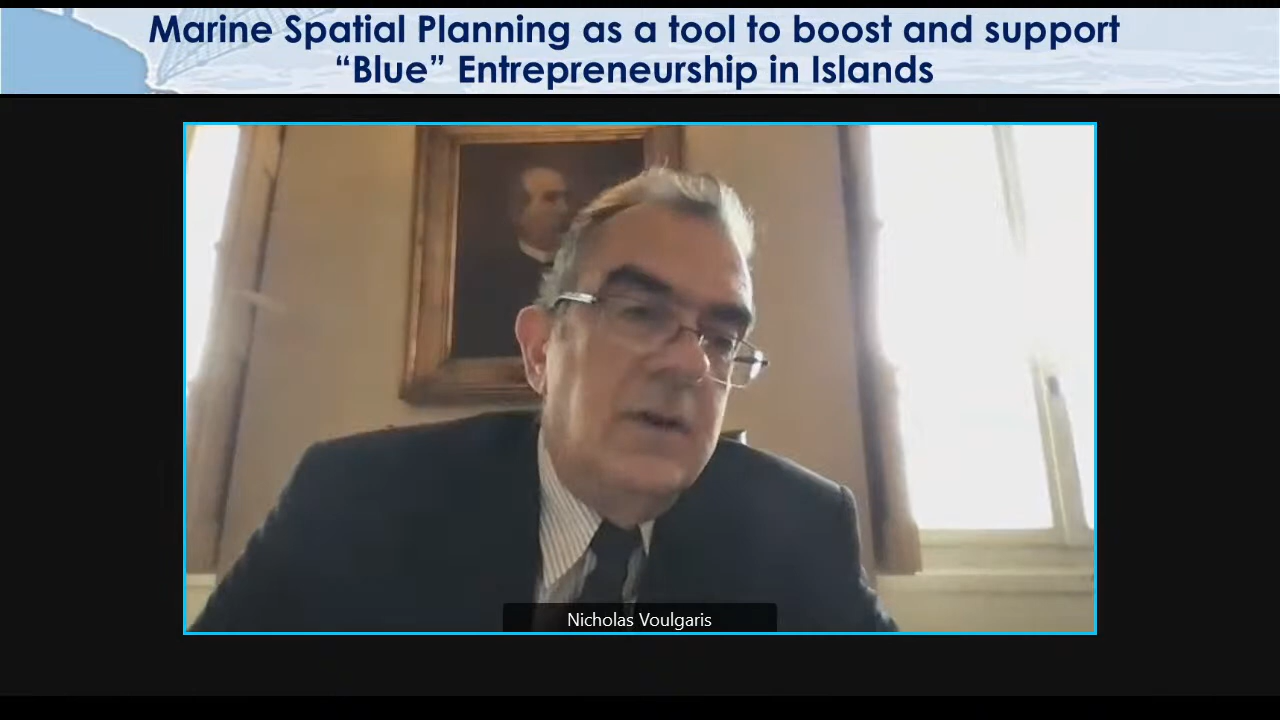 Marine Spatial Planning as a tool to boost and support
“Blue” Entrepreneurship in Islands
Nicholas Voulgaris